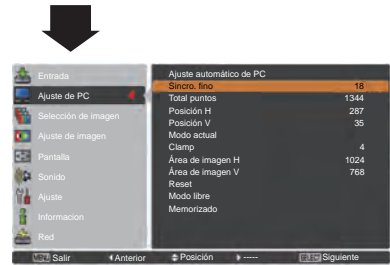 Entrada
Ajuste de PC
Selección de imagen
Ajuste de imagen
Pantalla
Sonido
Ajuste
Informacion
Red
Ajuste automático de PC
Sincro. fino 18
Total puntos 1344
Posición H 287
Posición V 35
Modo actual
Clamp 4
Área de imagen H 1024
Área de imagen V 768
Reset
Modo libre
Memorizado
MENU Salir Anterior Posición ----- SELECT Siguiente